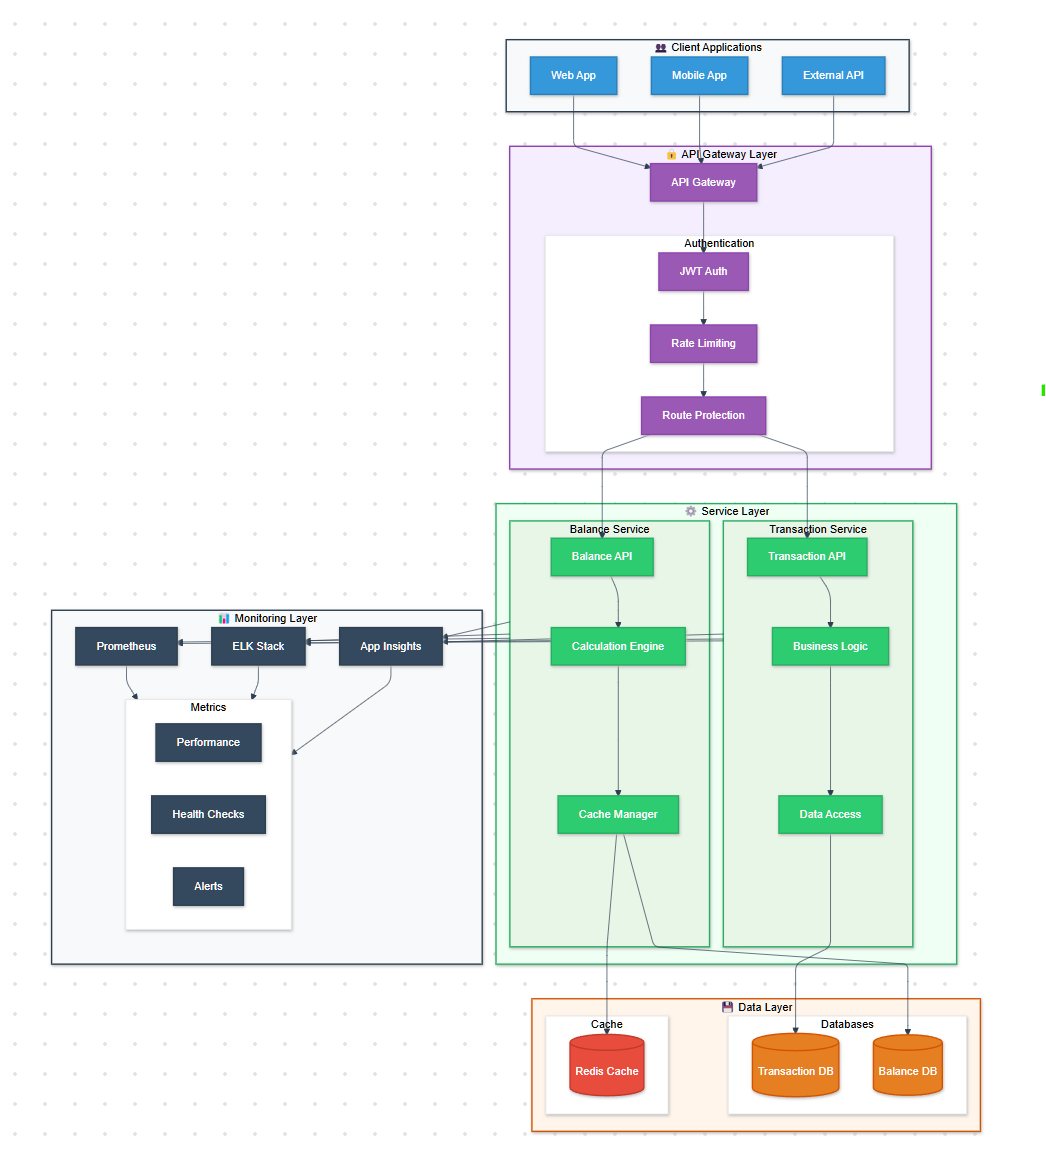 Client Applications
Web App
Mobile App
External API
API Gateway Layer
API Gateway
Authentication
JWT Auth
Rate Limiting
Route Protection
Service Layer
Balance Service
Transaction Service
Balance API
Transaction API
Calculation Engine
Business Logic
Cache Manager
Data Access
Monitoring Layer
Prometheus
ELK Stack
App Insights
Metrics
Performance
Health Checks
Alerts
Data Layer
Cache
Databases
Redis Cache
Transaction DB
Balance DB